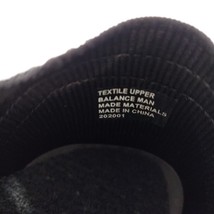 TEXTILE UPPER
BALANCE MAN
MADE MATERIALS
MADE IN CHINA
202001